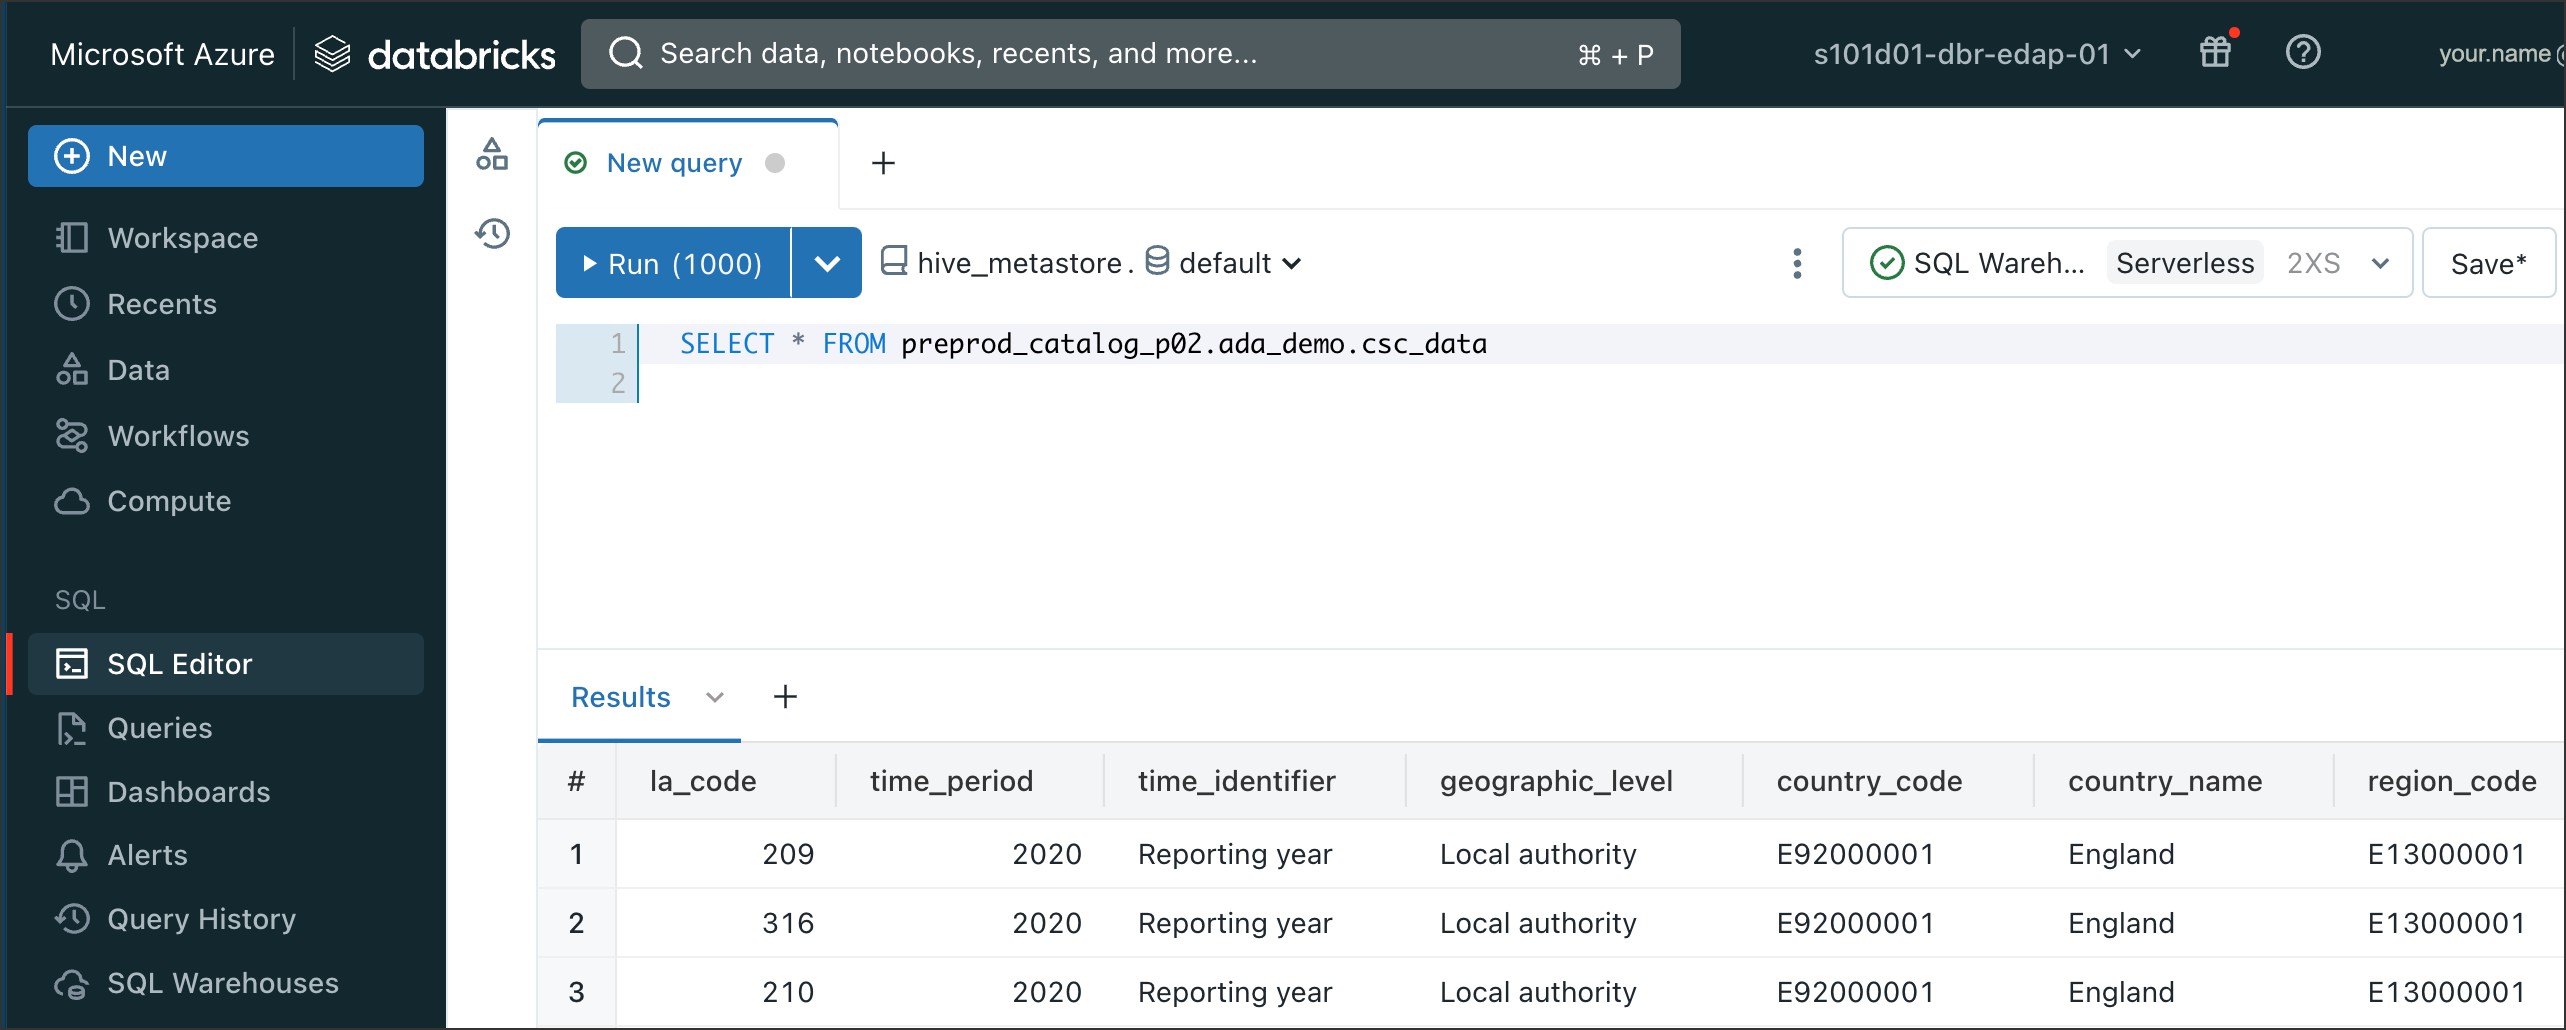 Microsoft Azure databricks Search data, notebooks, recents, and more... ⌘ + P s101d01-dbr-edap-01 your.name
New
Workspace
Recents
Data
Workflows
Compute
SQL
SQL Editor
Queries
Dashboards
Alerts
Query History
SQL Warehouses
New query +
Run (1000) hive_metastore . default SQL Wareh... Serverless 2XS Save*
1 SELECT * FROM preprod_catalog_p02.ada_demo.csc_data
2
Results +
# la_code time_period time_identifier geographic_level country_code country_name region_code
1 209 2020 Reporting year Local authority E92000001 England E13000001
2 316 2020 Reporting year Local authority E92000001 England E13000001
3 210 2020 Reporting year Local authority E92000001 England E13000001